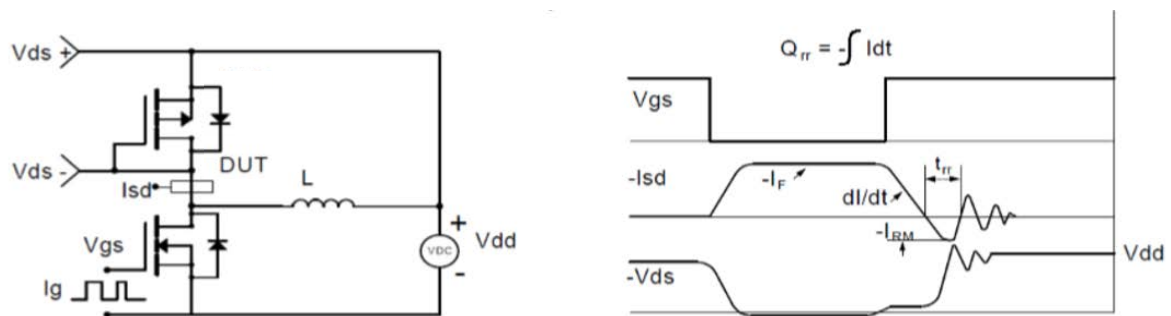 Vds +
Vds -
DUT
Isd
L
Vgs
Ig
+
VDC
-
Vdd
Qrr = -∫ Idt
Vgs
-Isd
-IF
dI/dt
trr
-IRM
Vdd
-Vds